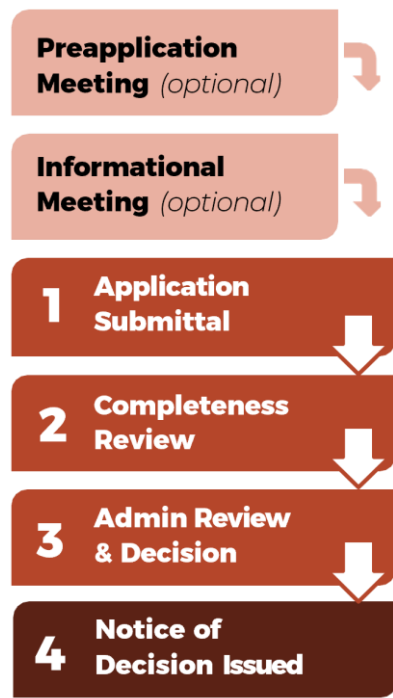 Preapplication
Meeting (optional)
Informational
Meeting (optional)
1
Application
Submittal
2
Completeness
Review
3
Admin Review
& Decision
4
Notice of
Decision Issued